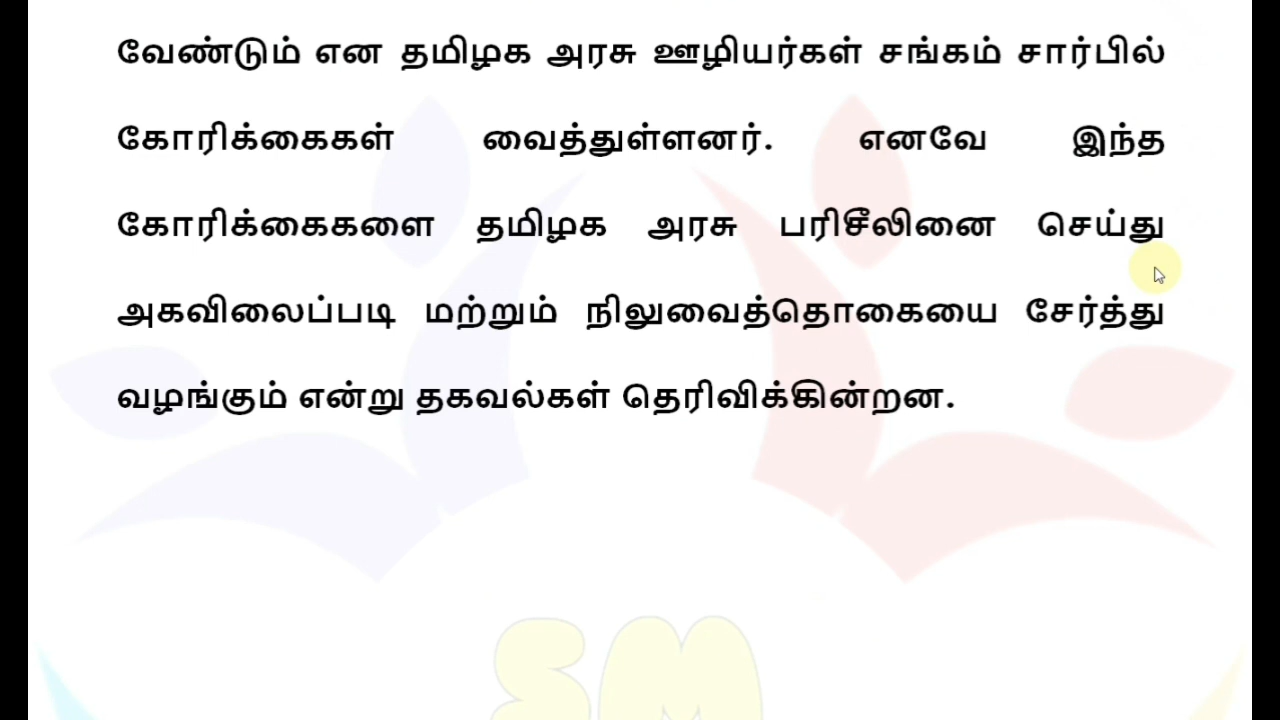 வேண்டும் என தமிழக அரசு ஊழியர்கள் சங்கம் சார்பில்
கோரிக்கைகள் வைத்துள்ளனர். எனவே இந்த
கோரிக்கைகளை தமிழக அரசு பரிசீலினை செய்து
அகவிலைப்படி மற்றும் நிலுவைத்தொகையை சேர்த்து
வழங்கும் என்று தகவல்கள் தெரிவிக்கின்றன.
SM